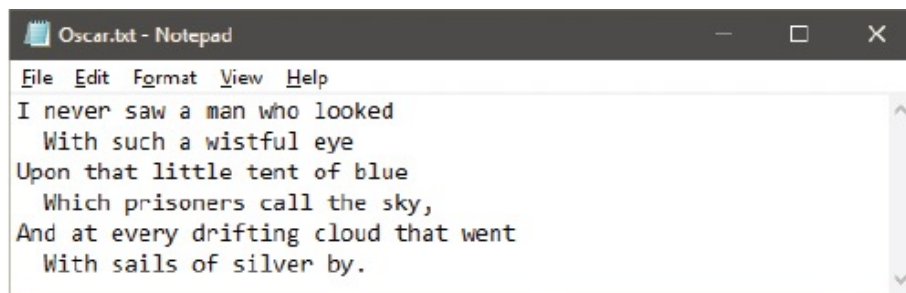 Oscar.txt - Notepad
File Edit Format View Help
I never saw a man who looked
  With such a wistful eye
Upon that little tent of blue
  Which prisoners call the sky,
And at every drifting cloud that went
  With sails of silver by.